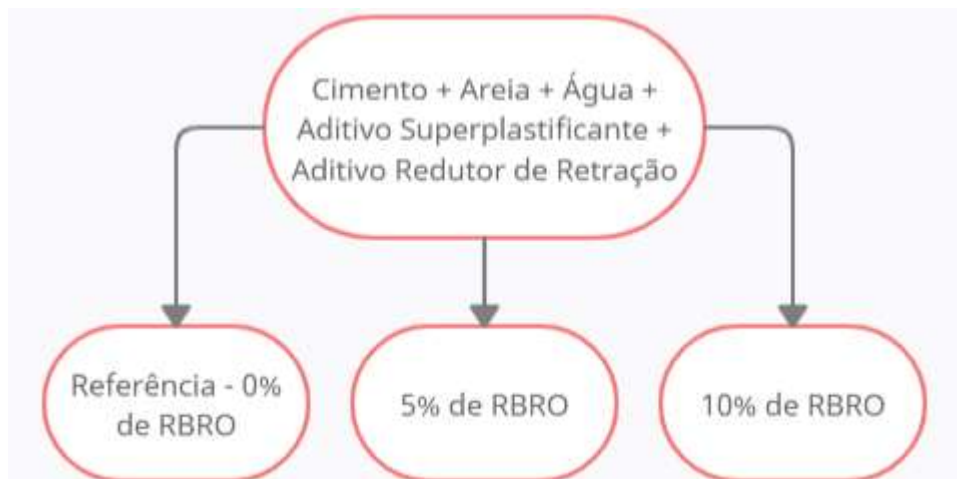 Cimento + Areia + Água +
Aditivo Superplastificante +
Aditivo Redutor de Retração
Referência - 0%
de RBRO
5% de RBRO
10% de RBRO